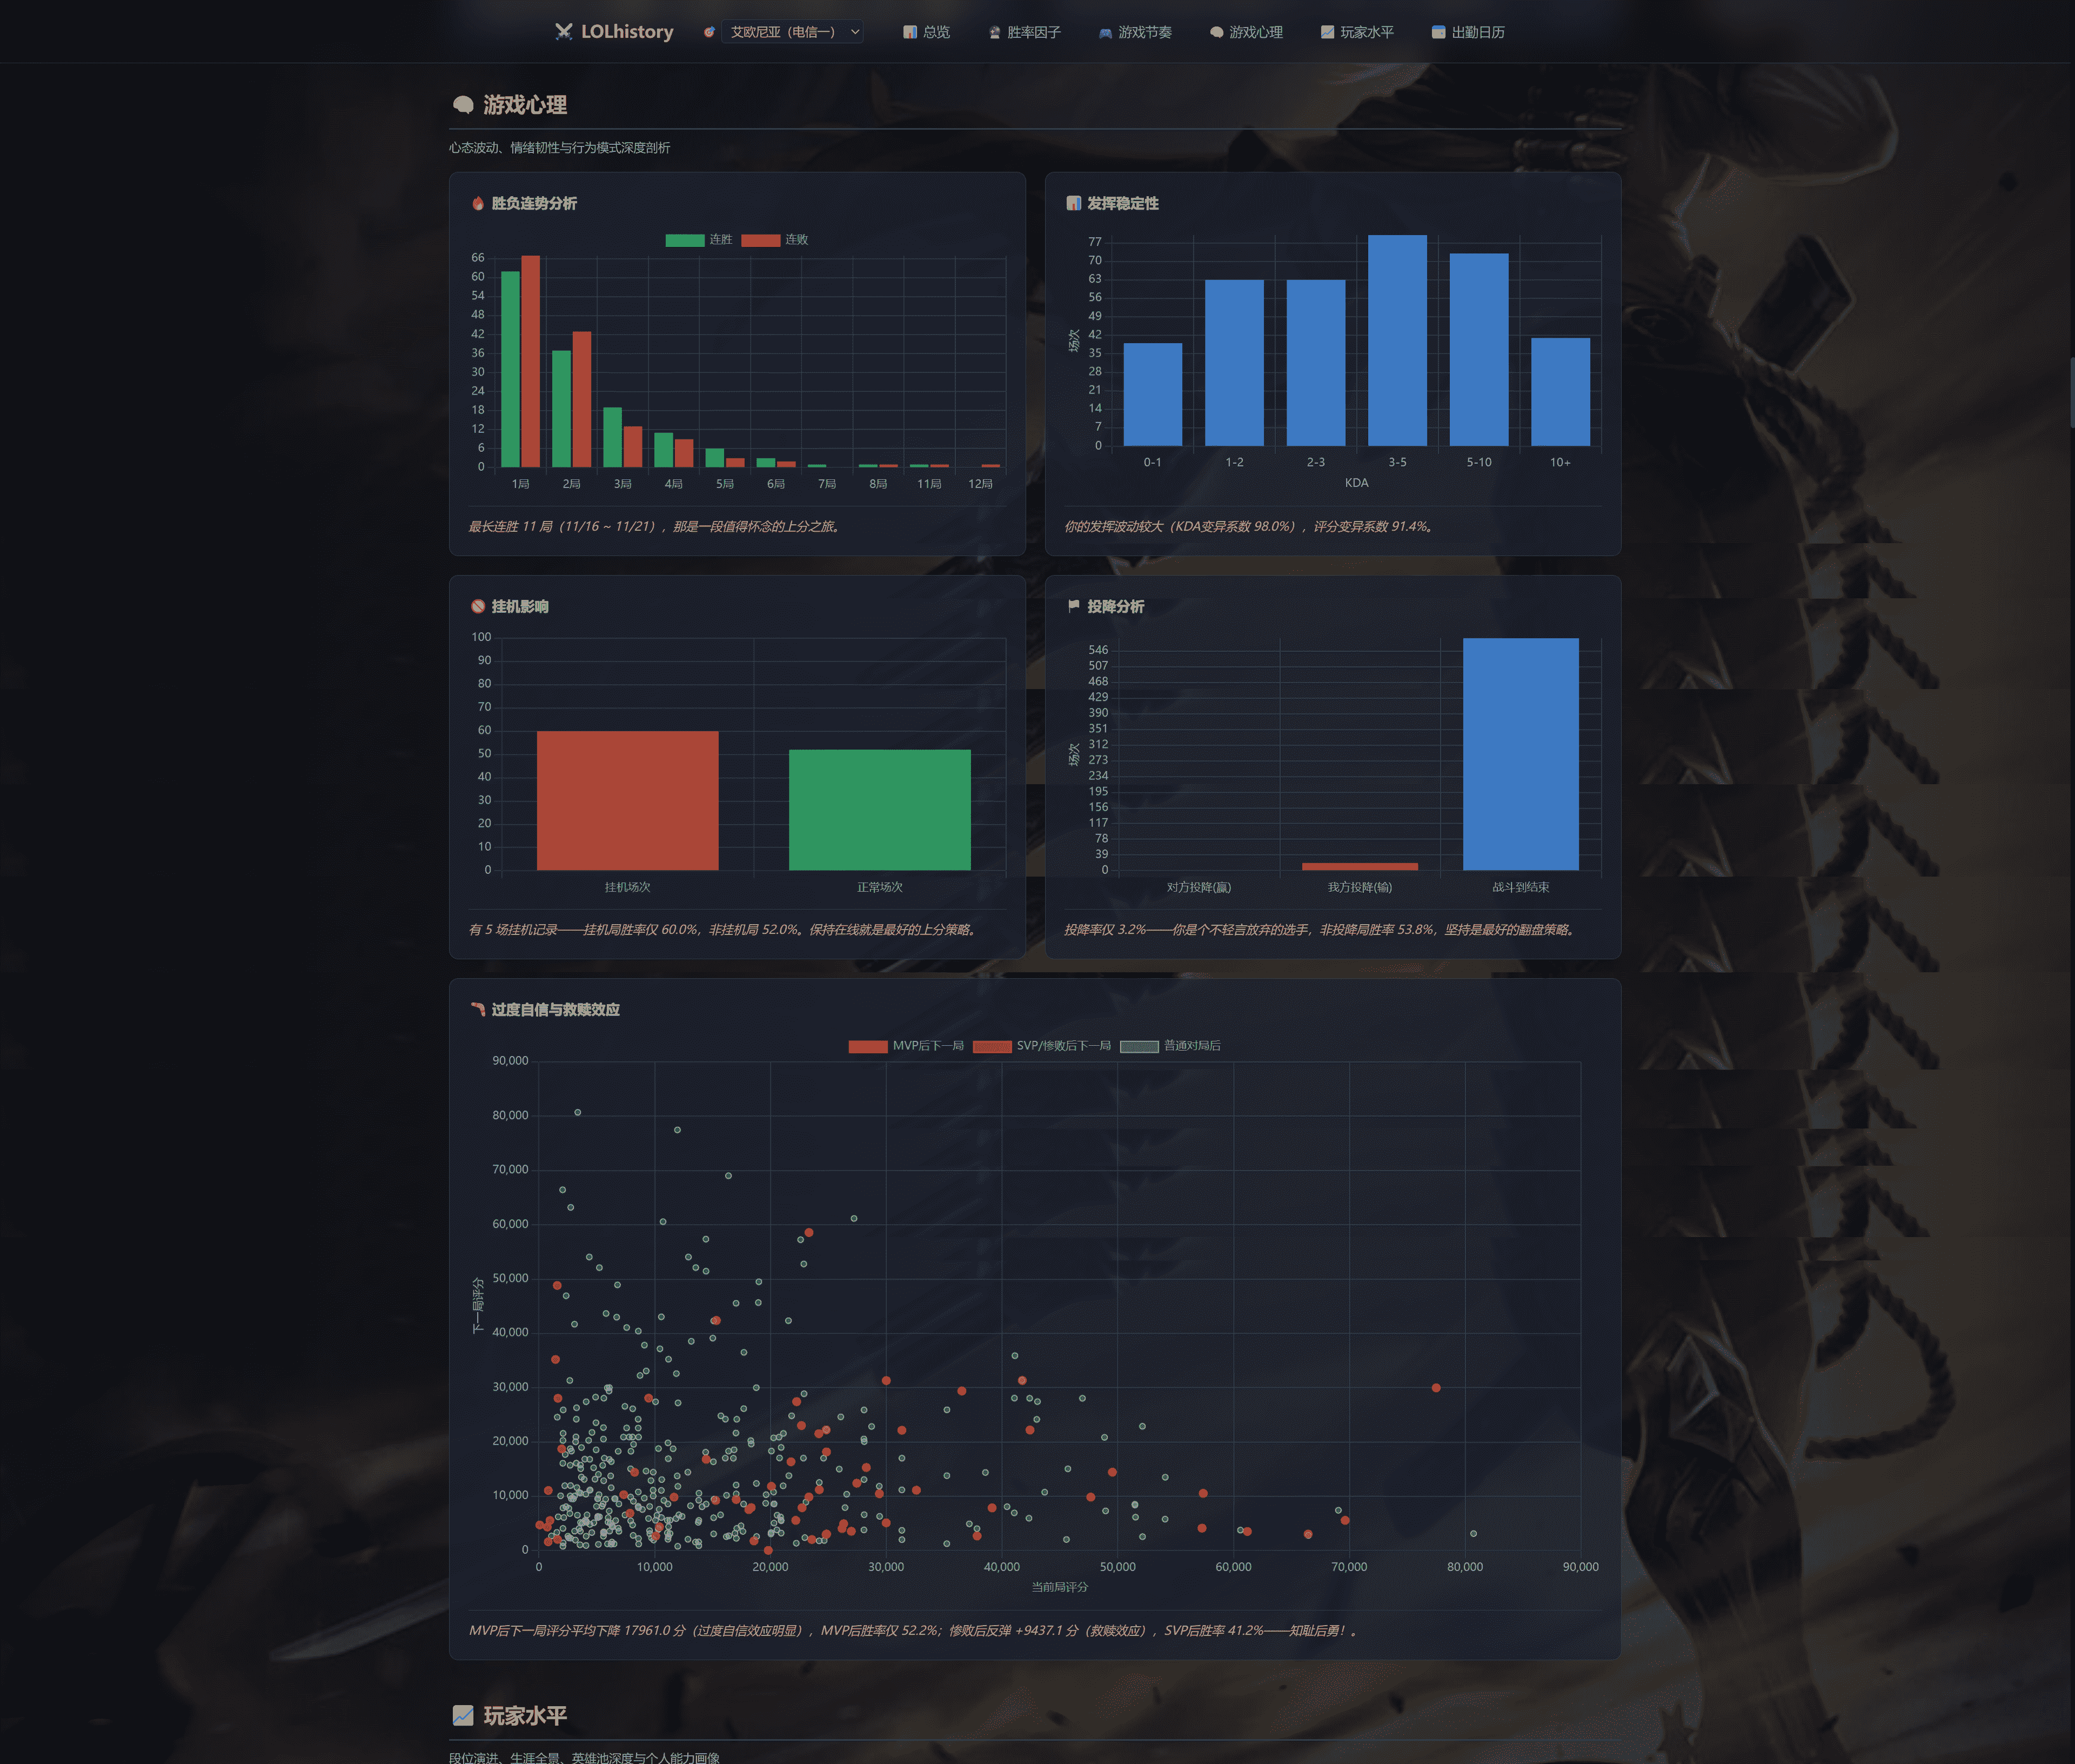 LOLhistory 艾欧尼亚（电信一） 总览 胜率因子 游戏节奏 游戏心理 玩家水平 出勤日历
游戏心理
心态波动、情绪韧性与行为模式深度剖析
胜负连势分析
连胜 连败
66
60
54
48
42
36
30
24
18
12
6
0
1局 2局 3局 4局 5局 6局 7局 8局 11局 12局
最长连胜 11 局（11/16 ~ 11/21），那是一段值得怀念的上分之旅。
发挥稳定性
场次
77
70
63
56
49
42
35
28
21
14
7
0
0-1 1-2 2-3 3-5 5-10 10+
KDA
你的发挥波动较大（KDA变异系数 98.0%），评分变异系数 91.4%。
挂机影响
100
90
80
70
60
50
40
30
20
10
0
挂机场次 正常场次
有 5 场挂机记录——挂机局胜率仅 60.0%，非挂机局 52.0%。保持在线就是最好的上分策略。
投降分析
场次
546
507
468
429
390
351
312
273
234
195
156
117
78
39
0
对方投降(赢) 我方投降(输) 战斗到结束
投降率仅 3.2%——你是个不轻言放弃的选手，非投降局胜率 53.8%，坚持是最好的翻盘策略。
过度自信与救赎效应
MVP后下一局 SVP/惨败后下一局 普通对局后
下一局评分
90,000
80,000
70,000
60,000
50,000
40,000
30,000
20,000
10,000
0
0 10,000 20,000 30,000 40,000 50,000 60,000 70,000 80,000 90,000
当前局评分
MVP后下一局评分平均下降 17961.0 分（过度自信效应明显），MVP后胜率仅 52.2%；惨败后反弹 +9437.1 分（救赎效应），SVP后胜率 41.2%——知耻后勇！。
玩家水平
段位演进、生涯全景、英雄池深度与个人能力画像